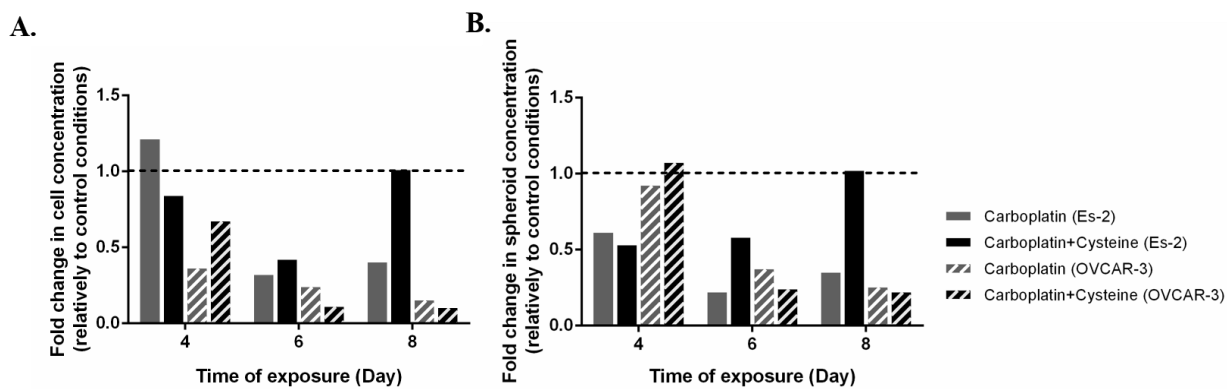 A.
Fold change in cell concentration
(relatively to control conditions)
1.5
1.0
0.5
0.0
4
6
8
Time of exposure (Day)
B.
Fold change in spheroid concentration
(relatively to control conditions)
1.5
1.0
0.5
0.0
4
6
8
Time of exposure (Day)
Carboplatin (Es-2)
Carboplatin+Cysteine (Es-2)
Carboplatin (OVCAR-3)
Carboplatin+Cysteine (OVCAR-3)